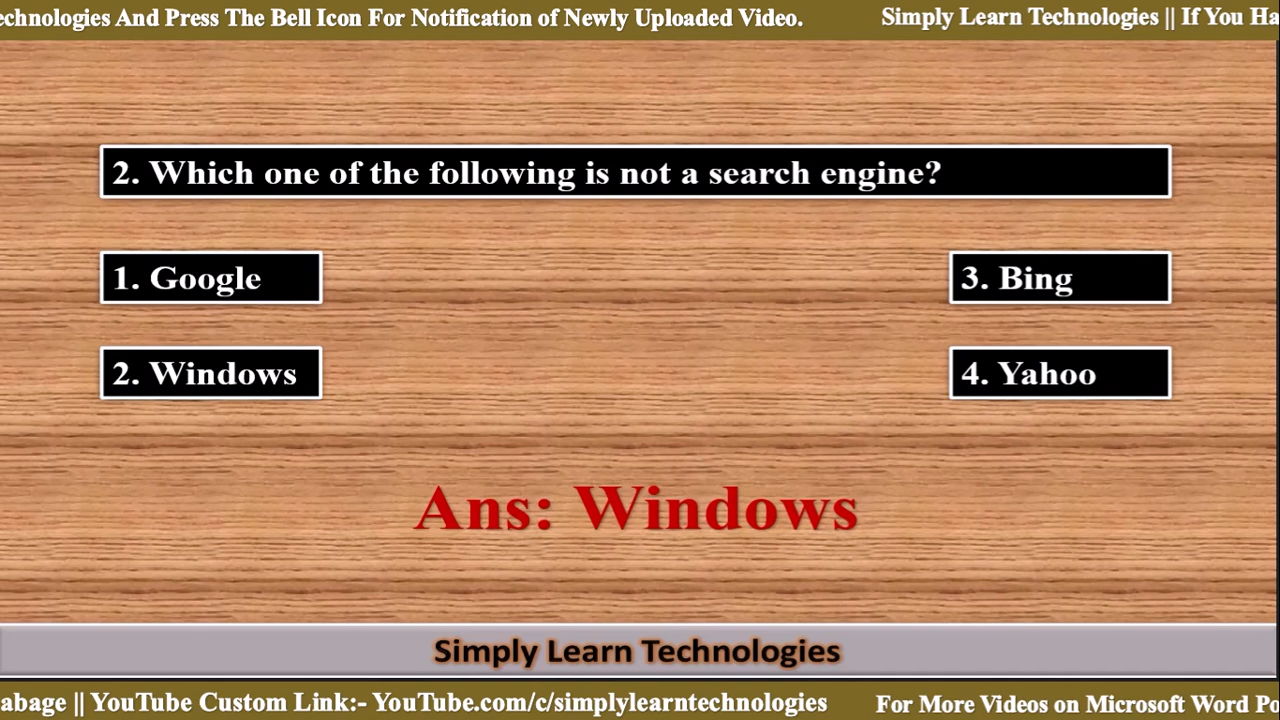 echnologies And Press The Bell Icon For Notification of Newly Uploaded Video.
Simply Learn Technologies || If You Ha
2. Which one of the following is not a search engine?
1. Google
3. Bing
2. Windows
4. Yahoo
Ans: Windows
Simply Learn Technologies
abage || YouTube Custom Link:- YouTube.com/c/simplylearntechnologies
For More Videos on Microsoft Word Po